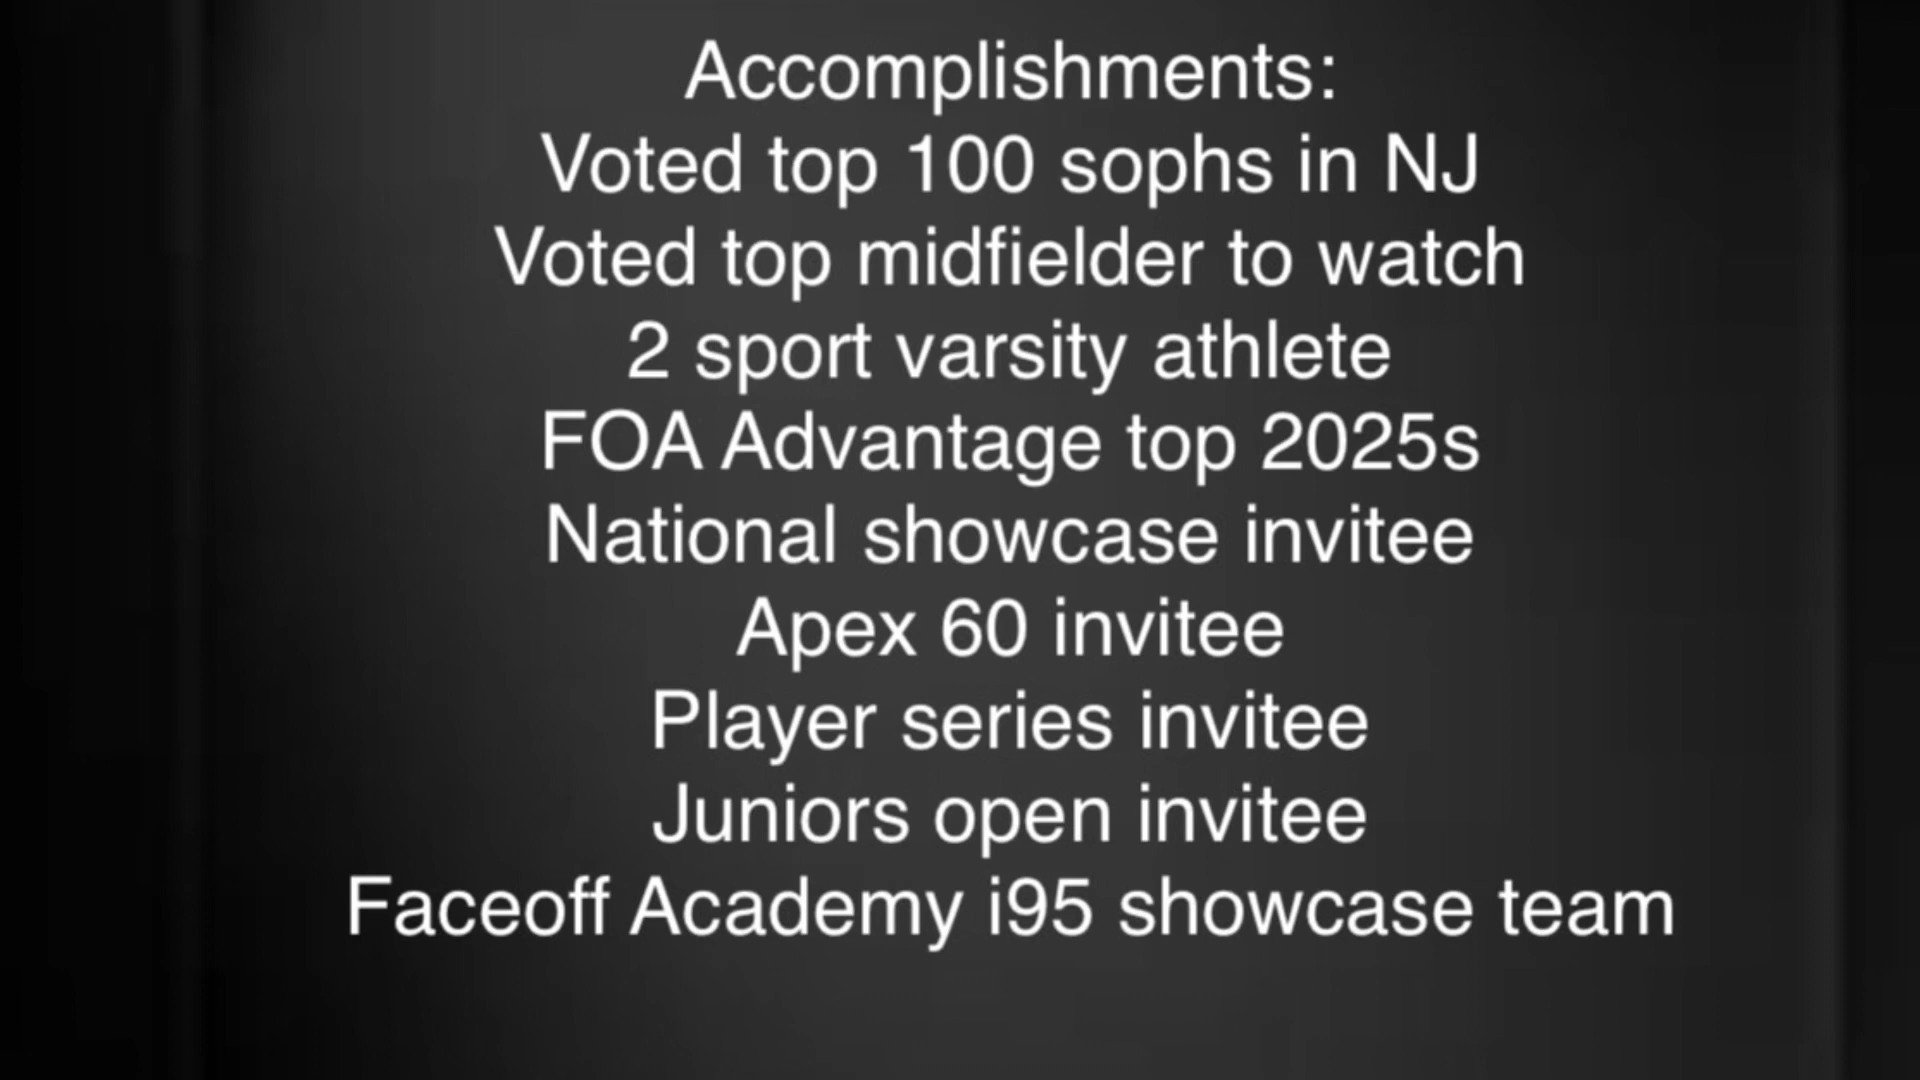 Accomplishments:
Voted top 100 sophs in NJ
Voted top midfielder to watch
2 sport varsity athlete
FOA Advantage top 2025s
National showcase invitee
Apex 60 invitee
Player series invitee
Juniors open invitee
Faceoff Academy i95 showcase team